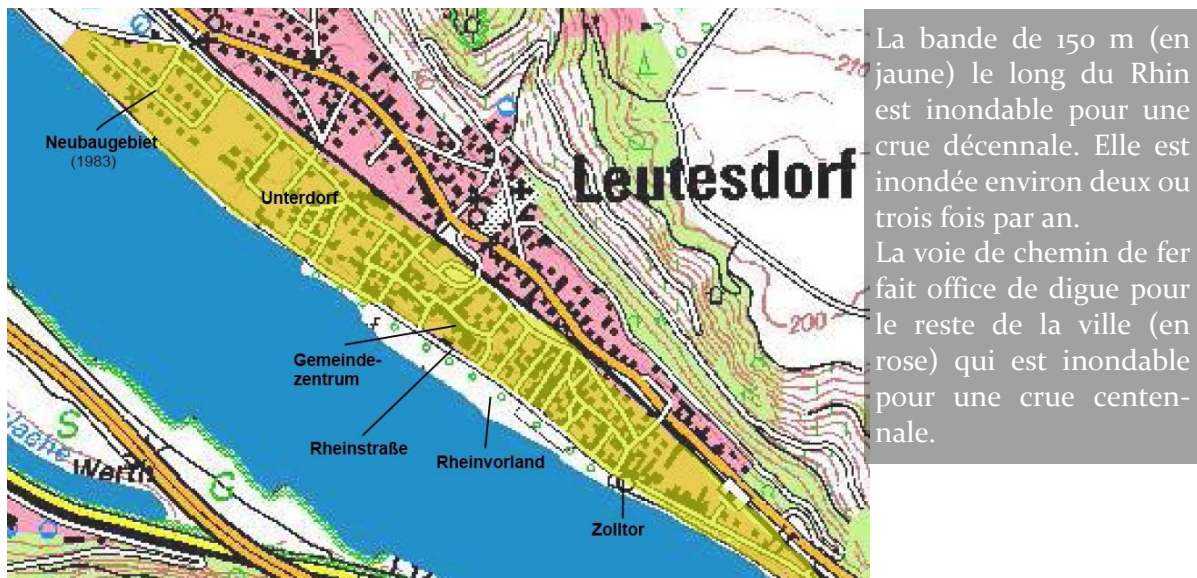 La bande de 150 m (en
jaune) le long du Rhin
est inondable pour une
crue décennale. Elle est
inondée environ deux ou
trois fois par an.
La voie de chemin de fer
fait office de digue pour
le reste de la ville (en
rose) qui est inondable
pour une crue centen-
nale.
Neubaugebiet
(1983)
Unterdorf
Leutesdorf
210
200
Gemeinde-
zentrum
Rheinstraße
Rheinvorland
Zolltor
Werth
S
G
F